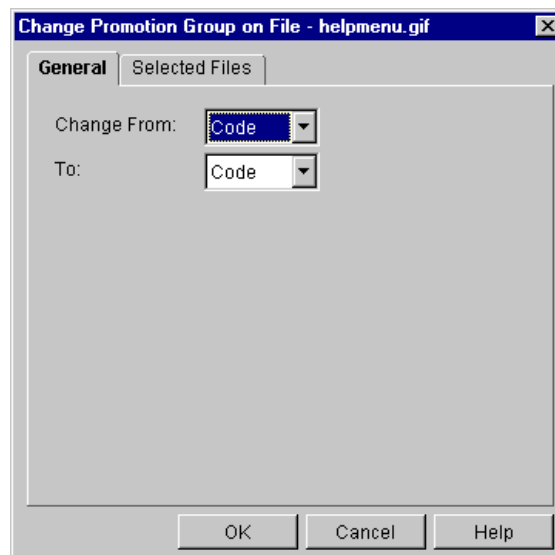 Change Promotion Group on File - helpmenu.gif
General Selected Files
Change From: Code
To: Code
OK Cancel Help